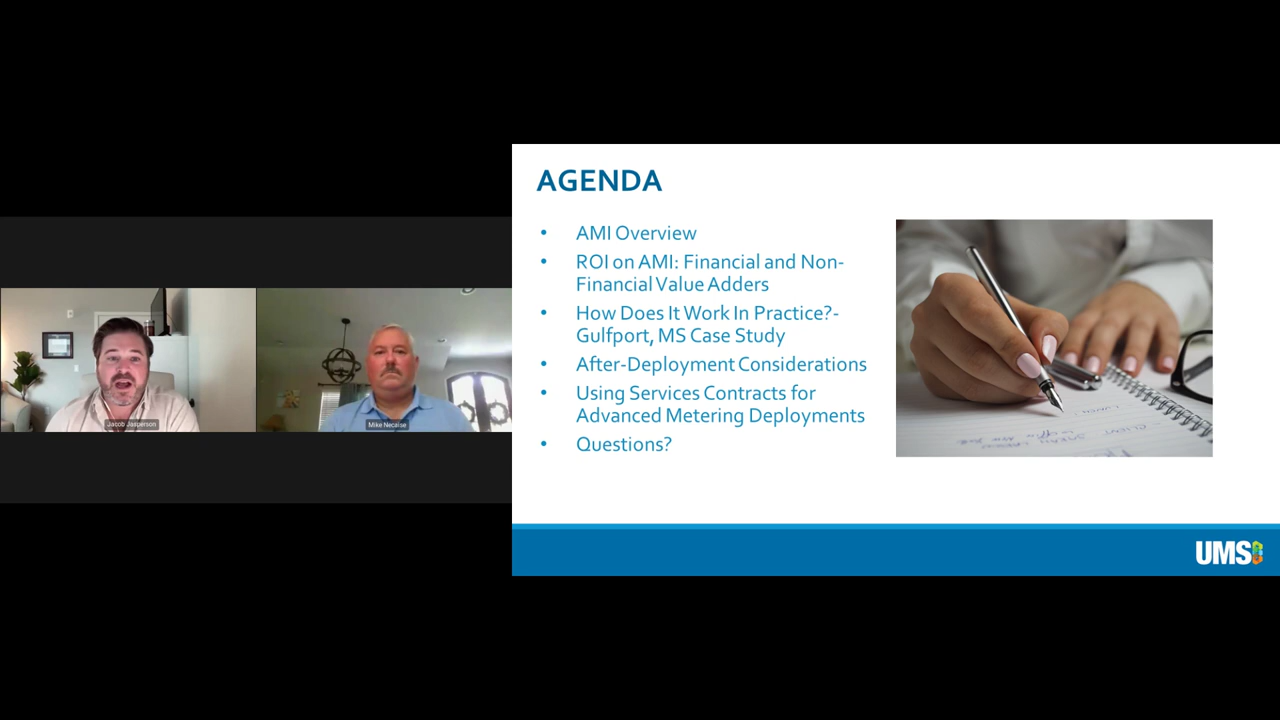 AGENDA
• AMI Overview
• ROI on AMI: Financial and Non-
Financial Value Adders
• How Does It Work In Practice?-
Gulfport, MS Case Study
• After-Deployment Considerations
• Using Services Contracts for
Advanced Metering Deployments
• Questions?
Jacob Jasperson
Mike Necaise
UMS